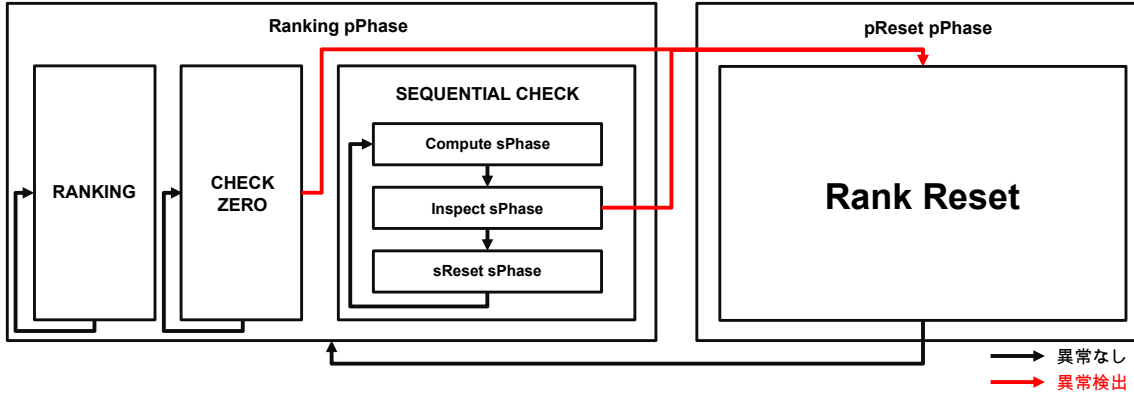 Ranking pPhase
pReset pPhase
RANKING
CHECK
ZERO
SEQUENTIAL CHECK
Compute sPhase
Inspect sPhase
sReset sPhase
Rank Reset
異常なし
異常検出